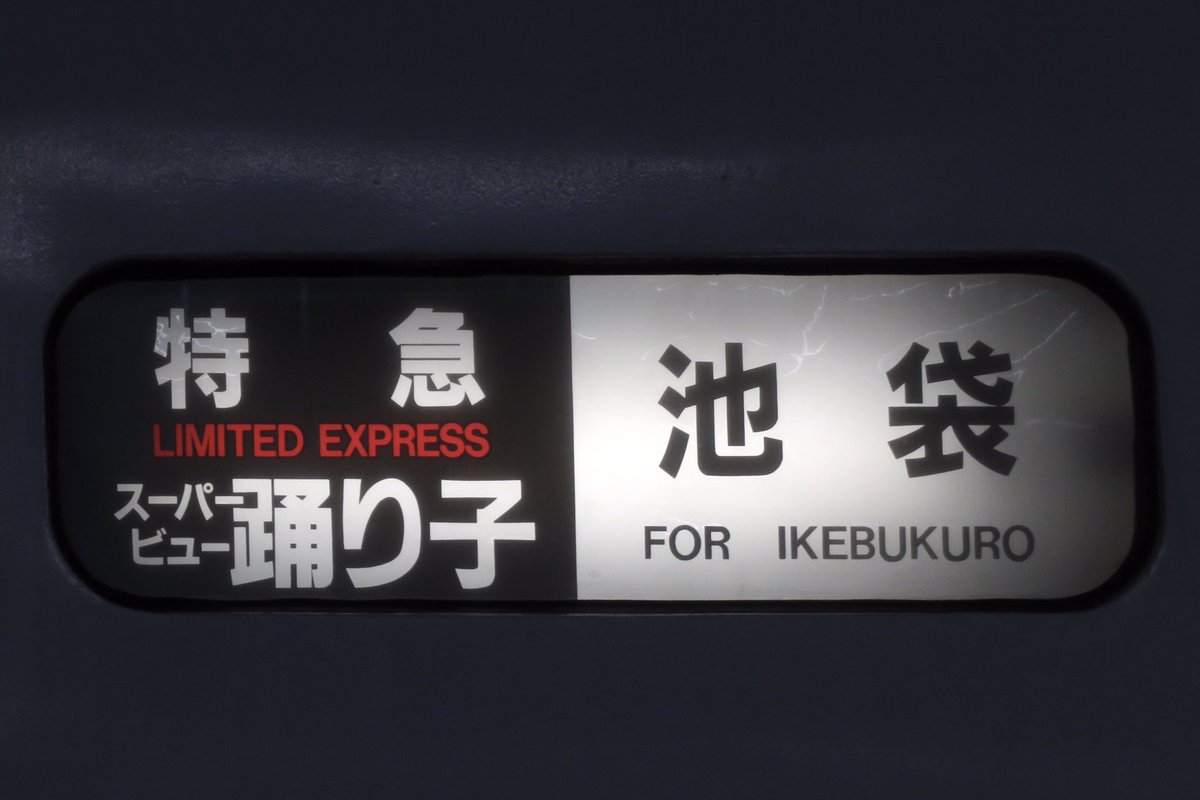 特急
LIMITED EXPRESS
スーパー
ビュー
踊り子
池袋
FOR IKEBUKURO